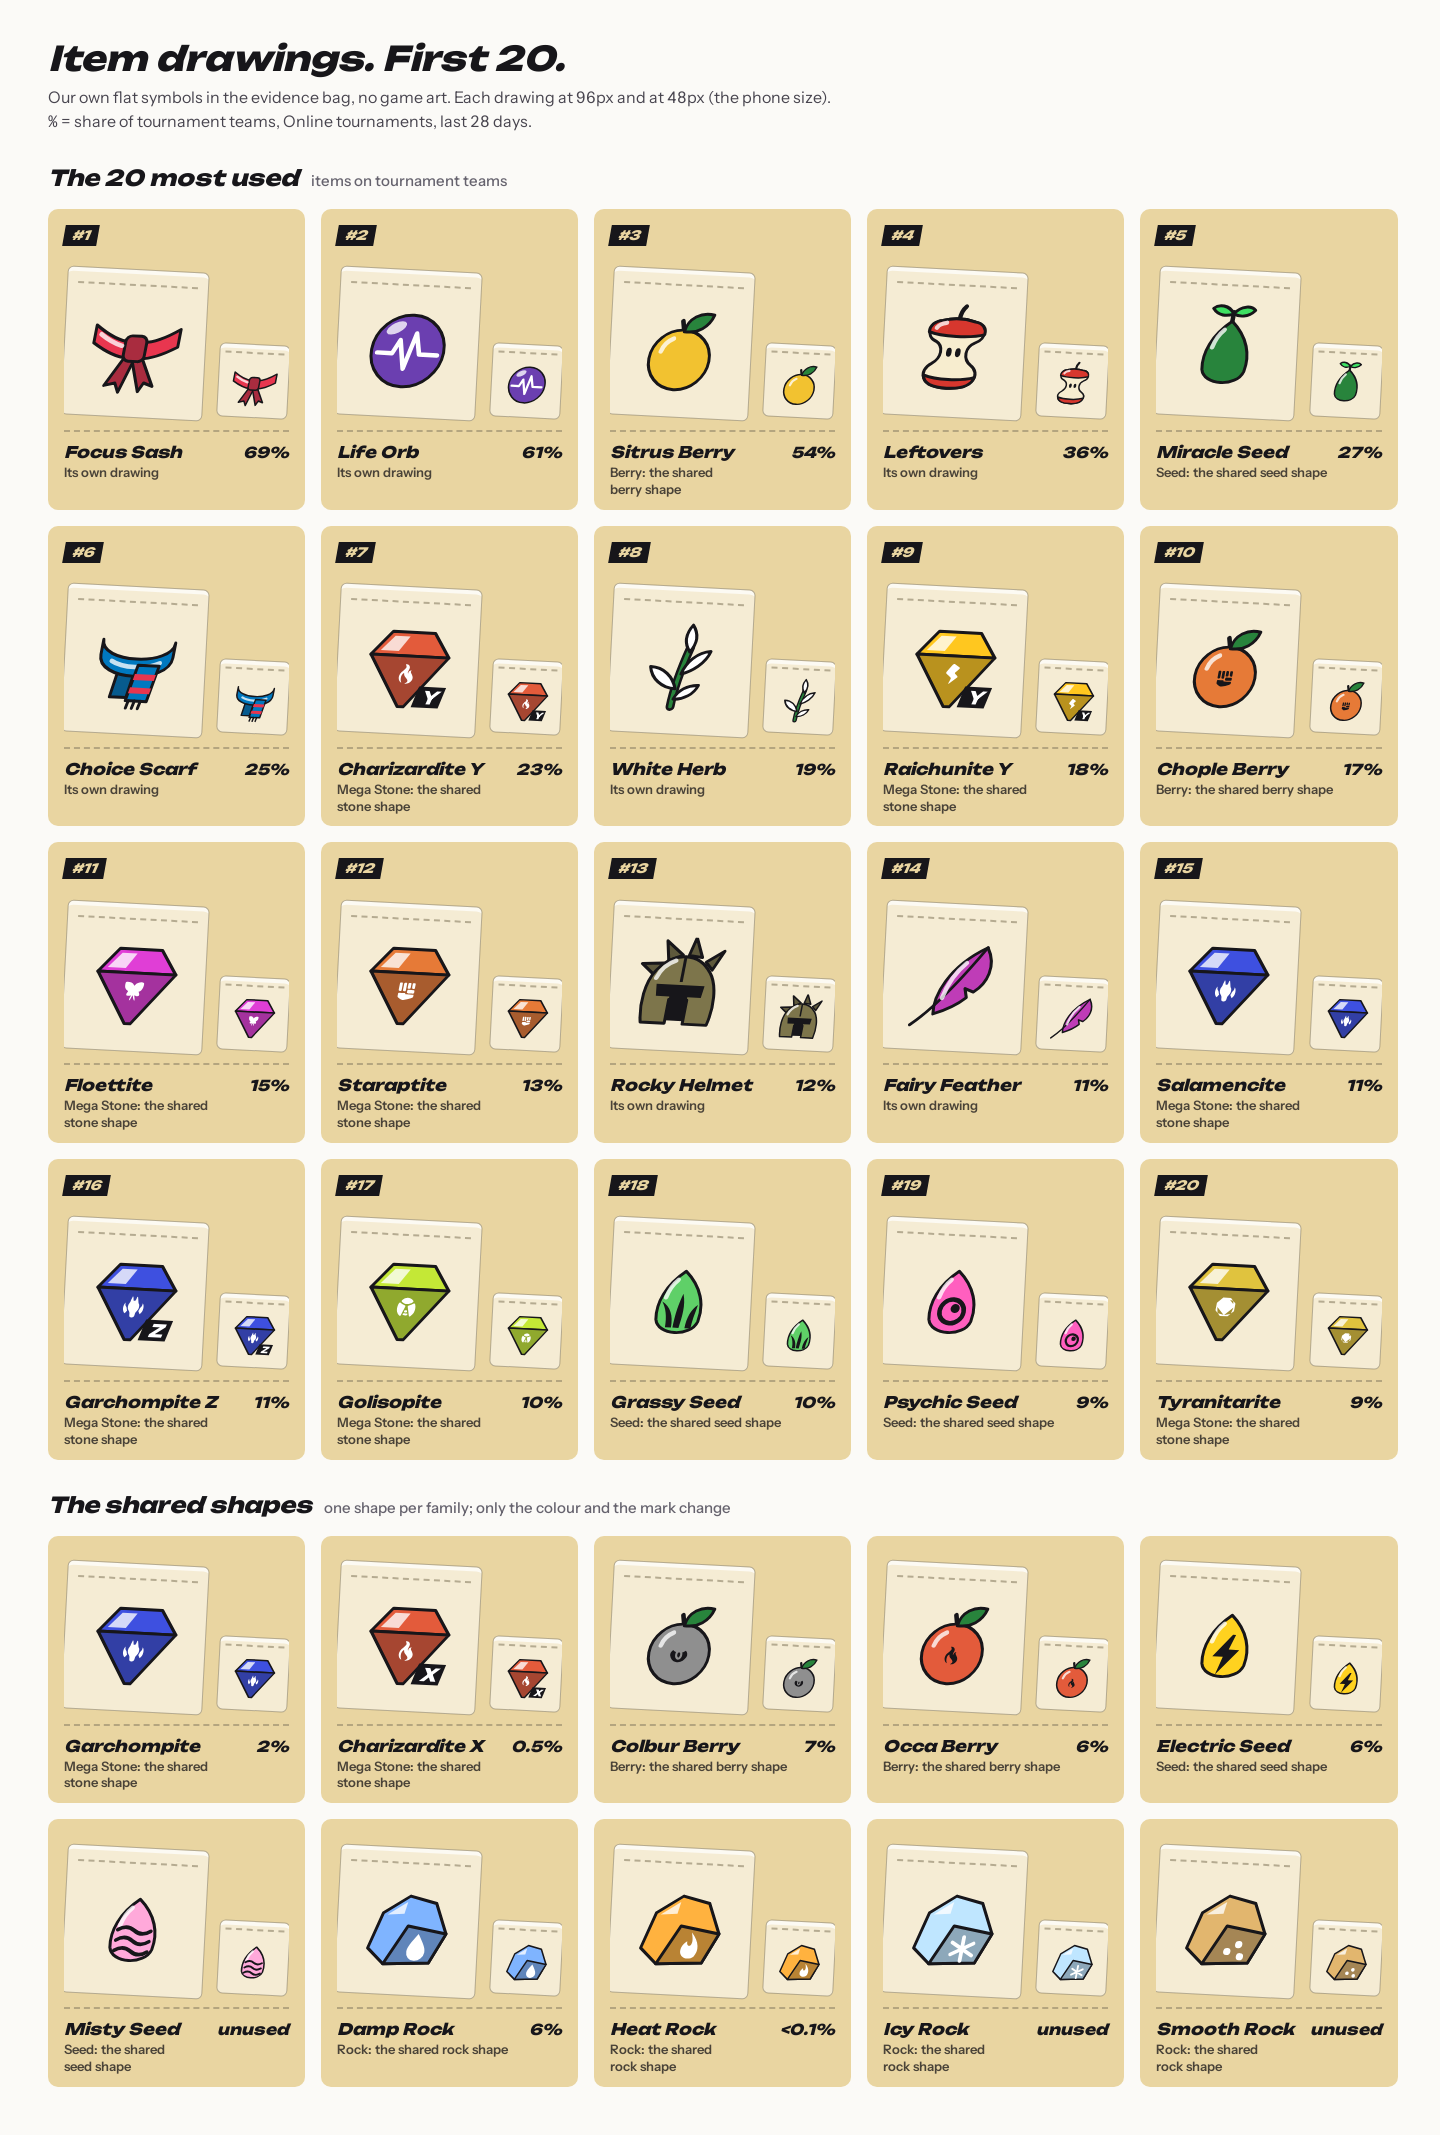 Item drawings. First 20.
Our own flat symbols in the evidence bag, no game art. Each drawing at 96px and at 48px (the phone size).
% = share of tournament teams, Online tournaments, last 28 days.
The 20 most used items on tournament teams
#1
Focus Sash 69%
Its own drawing
#2
Life Orb 61%
Its own drawing
#3
Sitrus Berry 54%
Berry: the shared
berry shape
#4
Leftovers 36%
Its own drawing
#5
Miracle Seed 27%
Seed: the shared seed shape
#6
Choice Scarf 25%
Its own drawing
#7
Y
Y
Charizardite Y 23%
Mega Stone: the shared
stone shape
#8
White Herb 19%
Its own drawing
#9
Y
Y
Raichunite Y 18%
Mega Stone: the shared
stone shape
#10
Chople Berry 17%
Berry: the shared berry shape
#11
Floettite 15%
Mega Stone: the shared
stone shape
#12
Staraptite 13%
Mega Stone: the shared
stone shape
#13
Rocky Helmet 12%
Its own drawing
#14
Fairy Feather 11%
Its own drawing
#15
Salamencite 11%
Mega Stone: the shared
stone shape
#16
Z
Z
Garchompite Z 11%
Mega Stone: the shared
stone shape
#17
Golisopite 10%
Mega Stone: the shared
stone shape
#18
Grassy Seed 10%
Seed: the shared seed shape
#19
Psychic Seed 9%
Seed: the shared seed shape
#20
Tyranitarite 9%
Mega Stone: the shared
stone shape
The shared shapes one shape per family; only the colour and the mark change
Garchompite 2%
Mega Stone: the shared
stone shape
X
X
Charizardite X 0.5%
Mega Stone: the shared
stone shape
Colbur Berry 7%
Berry: the shared berry shape
Occa Berry 6%
Berry: the shared berry shape
Electric Seed 6%
Seed: the shared seed shape
Misty Seed unused
Seed: the shared
seed shape
Damp Rock 6%
Rock: the shared rock shape
Heat Rock <0.1%
Rock: the shared
rock shape
Icy Rock unused
Rock: the shared
rock shape
Smooth Rock unused
Rock: the shared
rock shape